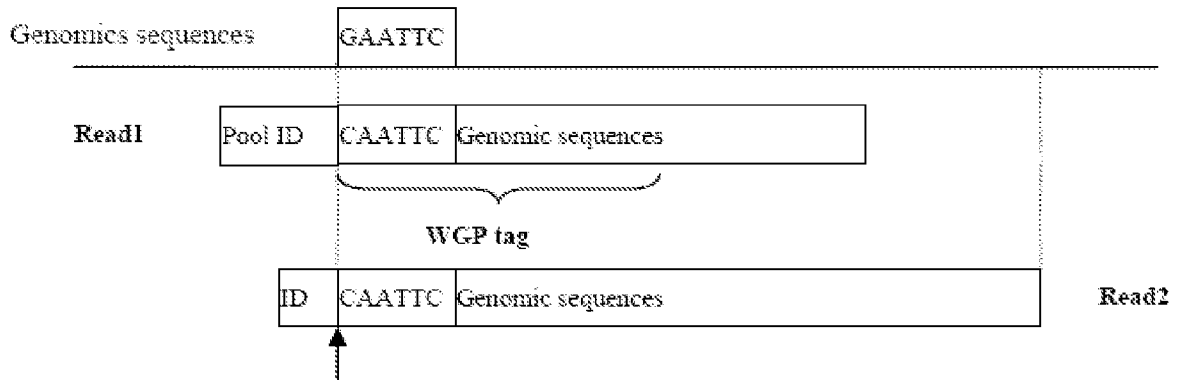 Genomics sequences
GAATTC
Read1
Pool ID
CAATTC
Genomic sequences
WGP tag
ID
CAATTC
Genomic sequences
Read2